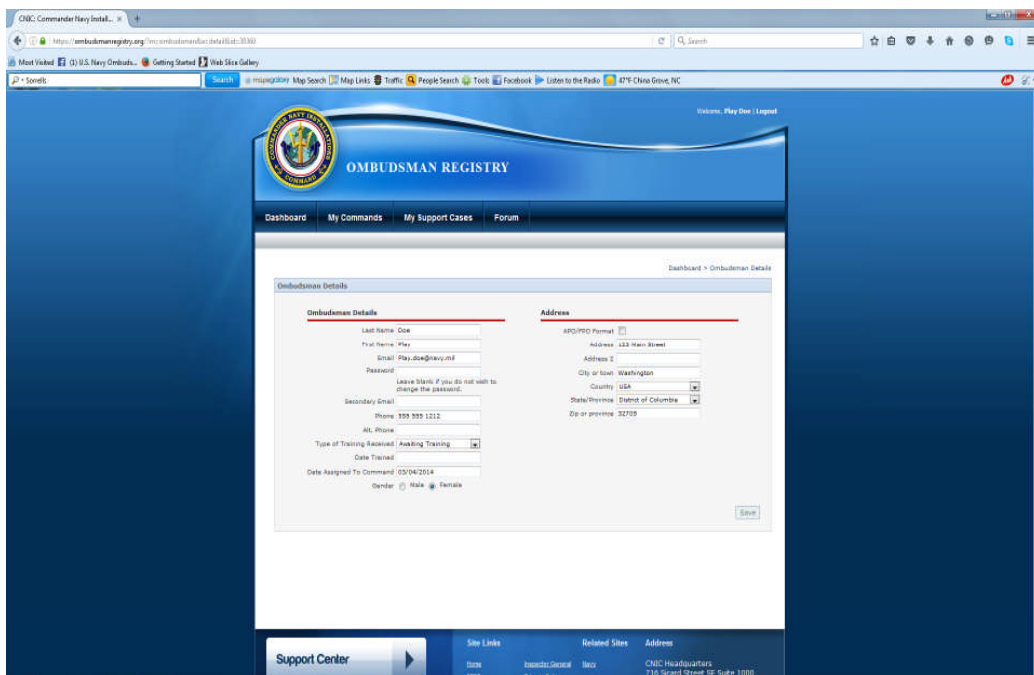 CNIC: Commander Navy Install...
Search
Most Visited (1) U.S. Navy Ombuds... Getting Started Web Slice Gallery
Sorrells Search Map Search Map Links Traffic People Search Tools Facebook Listen to the Radio 47°F China Grove, NC
Welcome, Play Doe | Logout
COMMANDER NAVY INSTALLATIONS COMMAND
OMBUDSMAN REGISTRY
Dashboard My Commands My Support Cases Forum
Dashboard > Ombudsman Details
Ombudsman Details
Ombudsman Details
Last Name Doe
First Name Play
Email Play.doe@navy.mil
Password
Leave blank if you do not wish to
change the password.
Secondary Email
Phone 555 555 1212
Alt. Phone
Type of Training Received Awaiting Training
Date Trained
Date Assigned To Command 03/04/2014
Gender Male Female
Address
APO/FPO Format
Address 123 Main Street
Address 2
City or town Washington
Country USA
State/Province District of Columbia
Zip or province 32703
Save
Support Center
Site Links
Home Inspector General
Related Sites
Navy
Address
CNIC Headquarters
716 Sicard Street SE Suite 1000